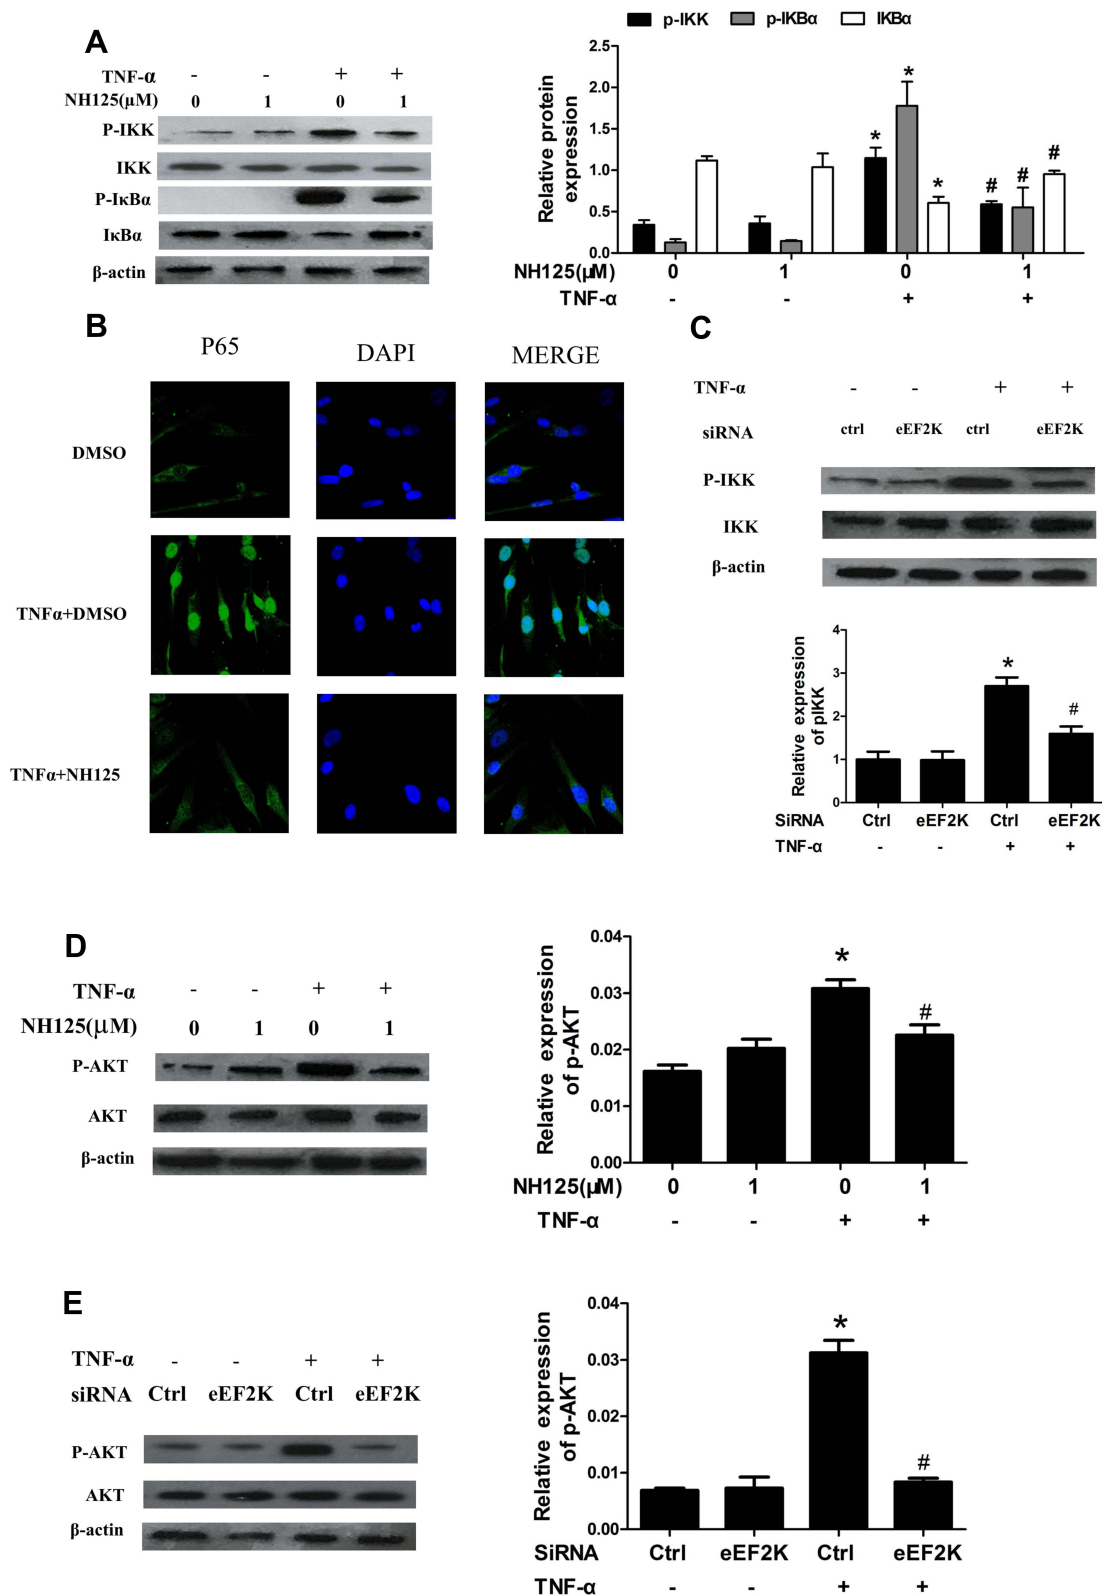 A
TNF-α - - + +
NH125(μM) 0 1 0 1
P-IKK
IKK
P-IκBα
IκBα
β-actin
p-IKK p-IKBα IKBα
Relative protein
expression
2.5
2.0
1.5
1.0
0.5
0.0
* * *
# # #
NH125(μM) 0 1 0 1
TNF-α - - + +
B
P65 DAPI MERGE
DMSO
TNFα+DMSO
TNFα+NH125
C
TNF-α - - + +
siRNA ctrl eEF2K ctrl eEF2K
P-IKK
IKK
β-actin
Relative expression
of pIKK
4
3
2
1
0
*
#
SiRNA Ctrl eEF2K Ctrl eEF2K
TNF-α - - + +
D
TNF-α - - + +
NH125(μM) 0 1 0 1
P-AKT
AKT
β-actin
Relative expression
of p-AKT
0.04
0.03
0.02
0.01
0.00
*
#
NH125(μM) 0 1 0 1
TNF-α - - + +
E
TNF-α - - + +
siRNA Ctrl eEF2K Ctrl eEF2K
P-AKT
AKT
β-actin
Relative expression
of p-AKT
0.04
0.03
0.02
0.01
0.00
*
#
SiRNA Ctrl eEF2K Ctrl eEF2K
TNF-α - - + +